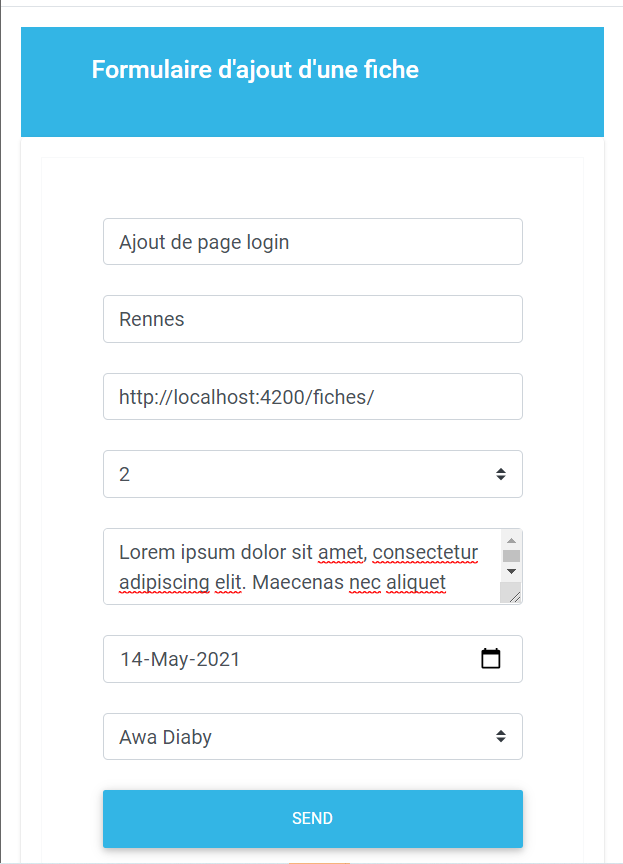 Formulaire d'ajout d'une fiche
Ajout de page login
Rennes
http://localhost:4200/fiches/
2
Lorem ipsum dolor sit amet, consectetur
adipiscing elit. Maecenas nec aliquet
14-May-2021
Awa Diaby
SEND